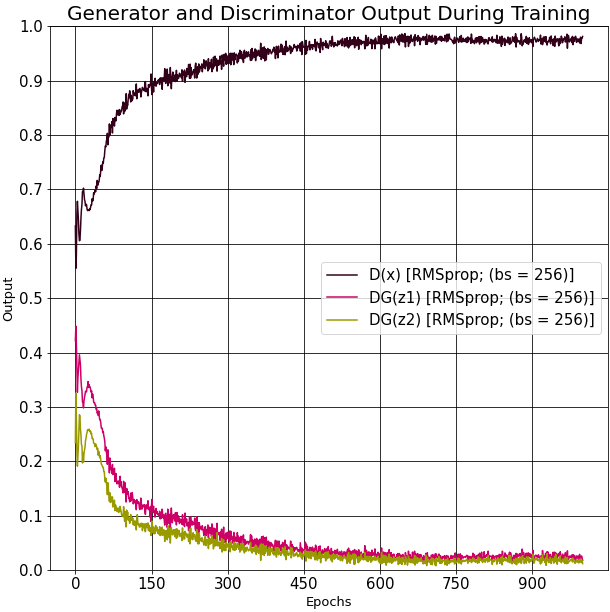 Generator and Discriminator Output During Training
1.0
0.9
0.8
0.7
0.6
0.5
0.4
0.3
0.2
0.1
0.0
Output
D(x) [RMSprop; (bs = 256)]
DG(z1) [RMSprop; (bs = 256)]
DG(z2) [RMSprop; (bs = 256)]
0 150 300 450 600 750 900
Epochs